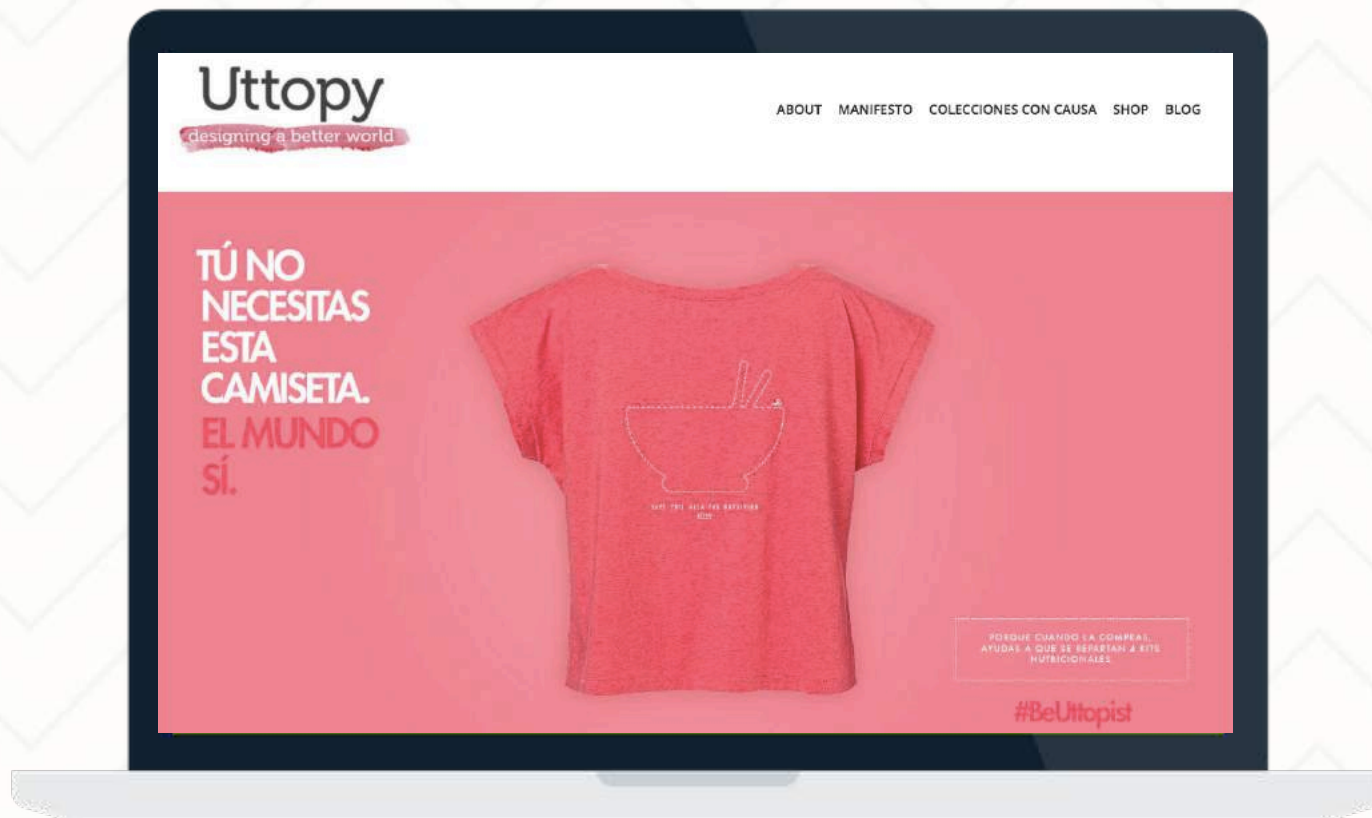 Uttopy
designing a better world
ABOUT MANIFESTO COLECCIONES CON CAUSA SHOP BLOG
TÚ NO
NECESITAS
ESTA
CAMISETA.
EL MUNDO
SÍ.
PORQUE CUANDO LA COMPRAS,
AYUDAS A QUE SE REPARTAN 4 KITS
NUTRICIONALES.
#BeUttopist